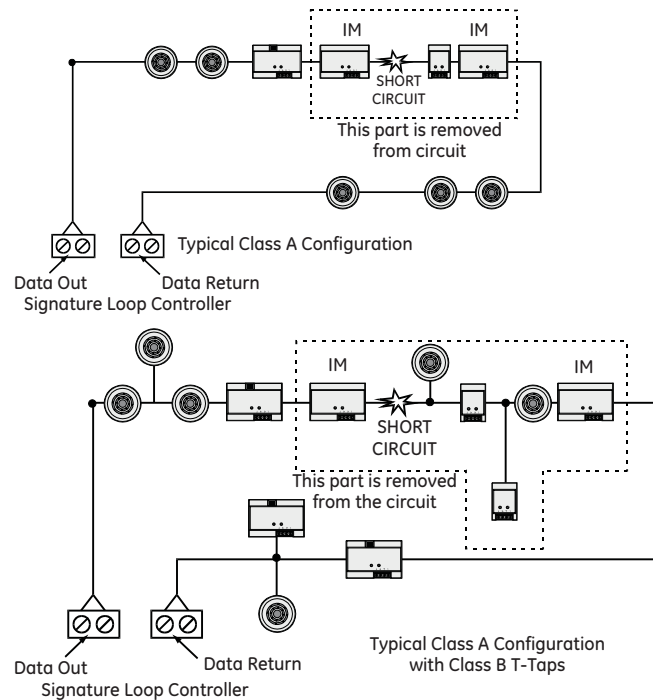 IM
IM
SHORT
CIRCUIT
This part is removed
from circuit
Typical Class A Configuration
Data Out
Data Return
Signature Loop Controller
IM
IM
SHORT
CIRCUIT
This part is removed
from the circuit
Typical Class A Configuration
with Class B T-Taps
Data Out
Data Return
Signature Loop Controller